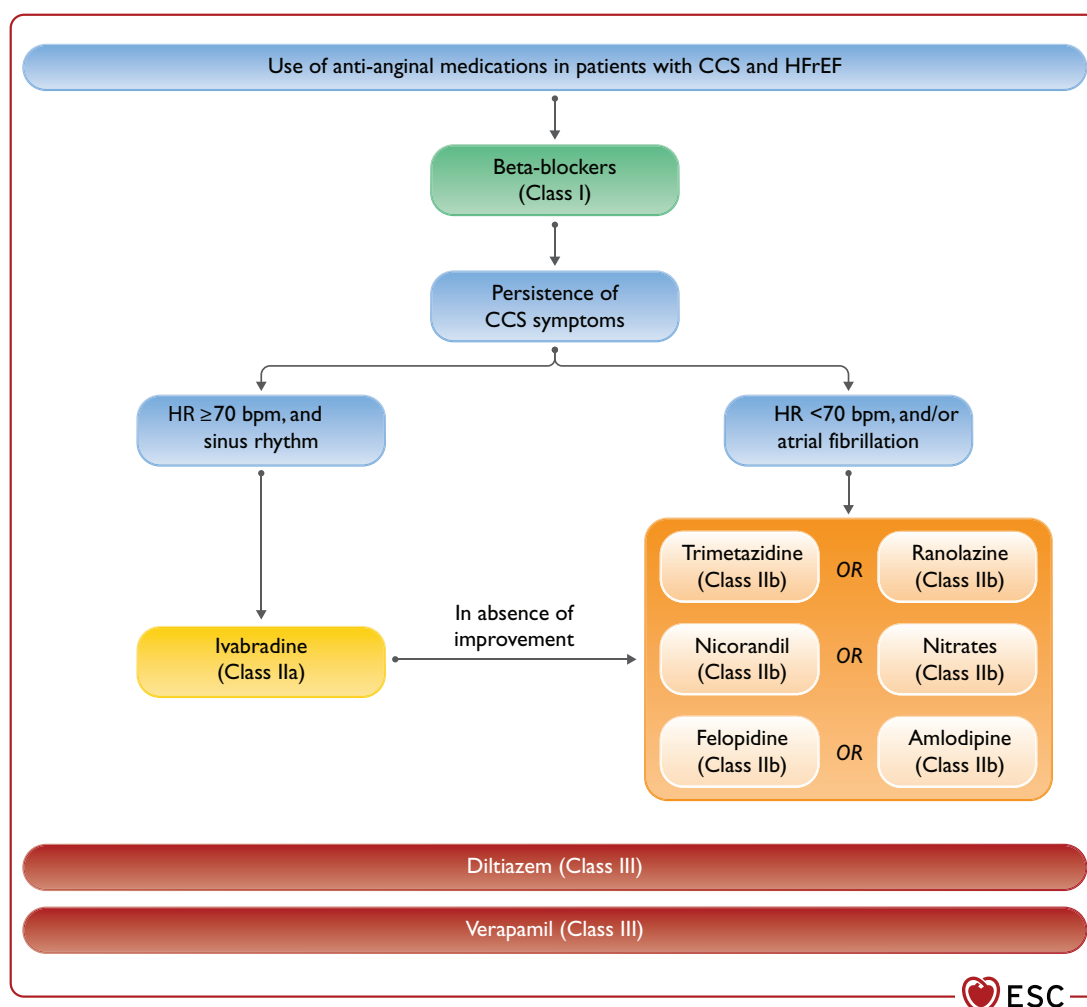 Use of anti-anginal medications in patients with CCS and HFrEF
Beta-blockers
(Class I)
Persistence of
CCS symptoms
HR ≥70 bpm, and
sinus rhythm
HR <70 bpm, and/or
atrial fibrillation
Trimetazidine
(Class IIb)
OR
Ranolazine
(Class IIb)
In absence of
improvement
Ivabradine
(Class IIa)
Nicorandil
(Class IIb)
OR
Nitrates
(Class IIb)
Felopidine
(Class IIb)
OR
Amlodipine
(Class IIb)
Diltiazem (Class III)
Verapamil (Class III)
ESC